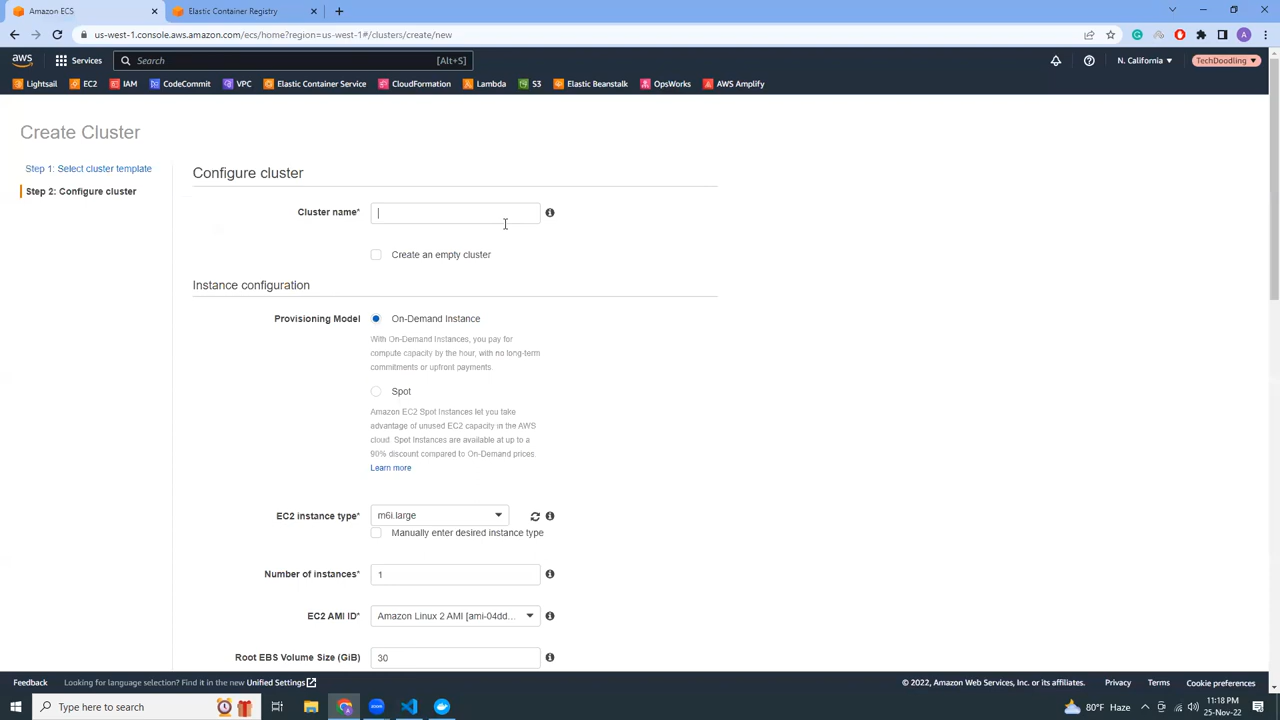 Amazon ECS
Elastic Container Registry
us-west-1.console.aws.amazon.com/ecs/home?region=us-west-1#/clusters/create/new
A
aws
Services
Search
[Alt+S]
N. California
TechDoodling
Lightsail
EC2
IAM
CodeCommit
VPC
Elastic Container Service
CloudFormation
Lambda
S3
Elastic Beanstalk
OpsWorks
AWS Amplify
Create Cluster
Step 1: Select cluster template
Step 2: Configure cluster
Configure cluster
Cluster name*
Create an empty cluster
Instance configuration
Provisioning Model
On-Demand Instance
With On-Demand Instances, you pay for
compute capacity by the hour, with no long-term
commitments or upfront payments.
Spot
Amazon EC2 Spot Instances let you take
advantage of unused EC2 capacity in the AWS
cloud. Spot Instances are available at up to a
90% discount compared to On-Demand prices.
Learn more
EC2 instance type*
m6i.large
Manually enter desired instance type
Number of instances*
1
EC2 AMI ID*
Amazon Linux 2 AMI [ami-04dd...
Root EBS Volume Size (GiB)
30
Feedback
Looking for language selection? Find it in the new Unified Settings
© 2022, Amazon Web Services, Inc. or its affiliates.
Privacy
Terms
Cookie preferences
Type here to search
80°F Haze
11:18 PM
25-Nov-22